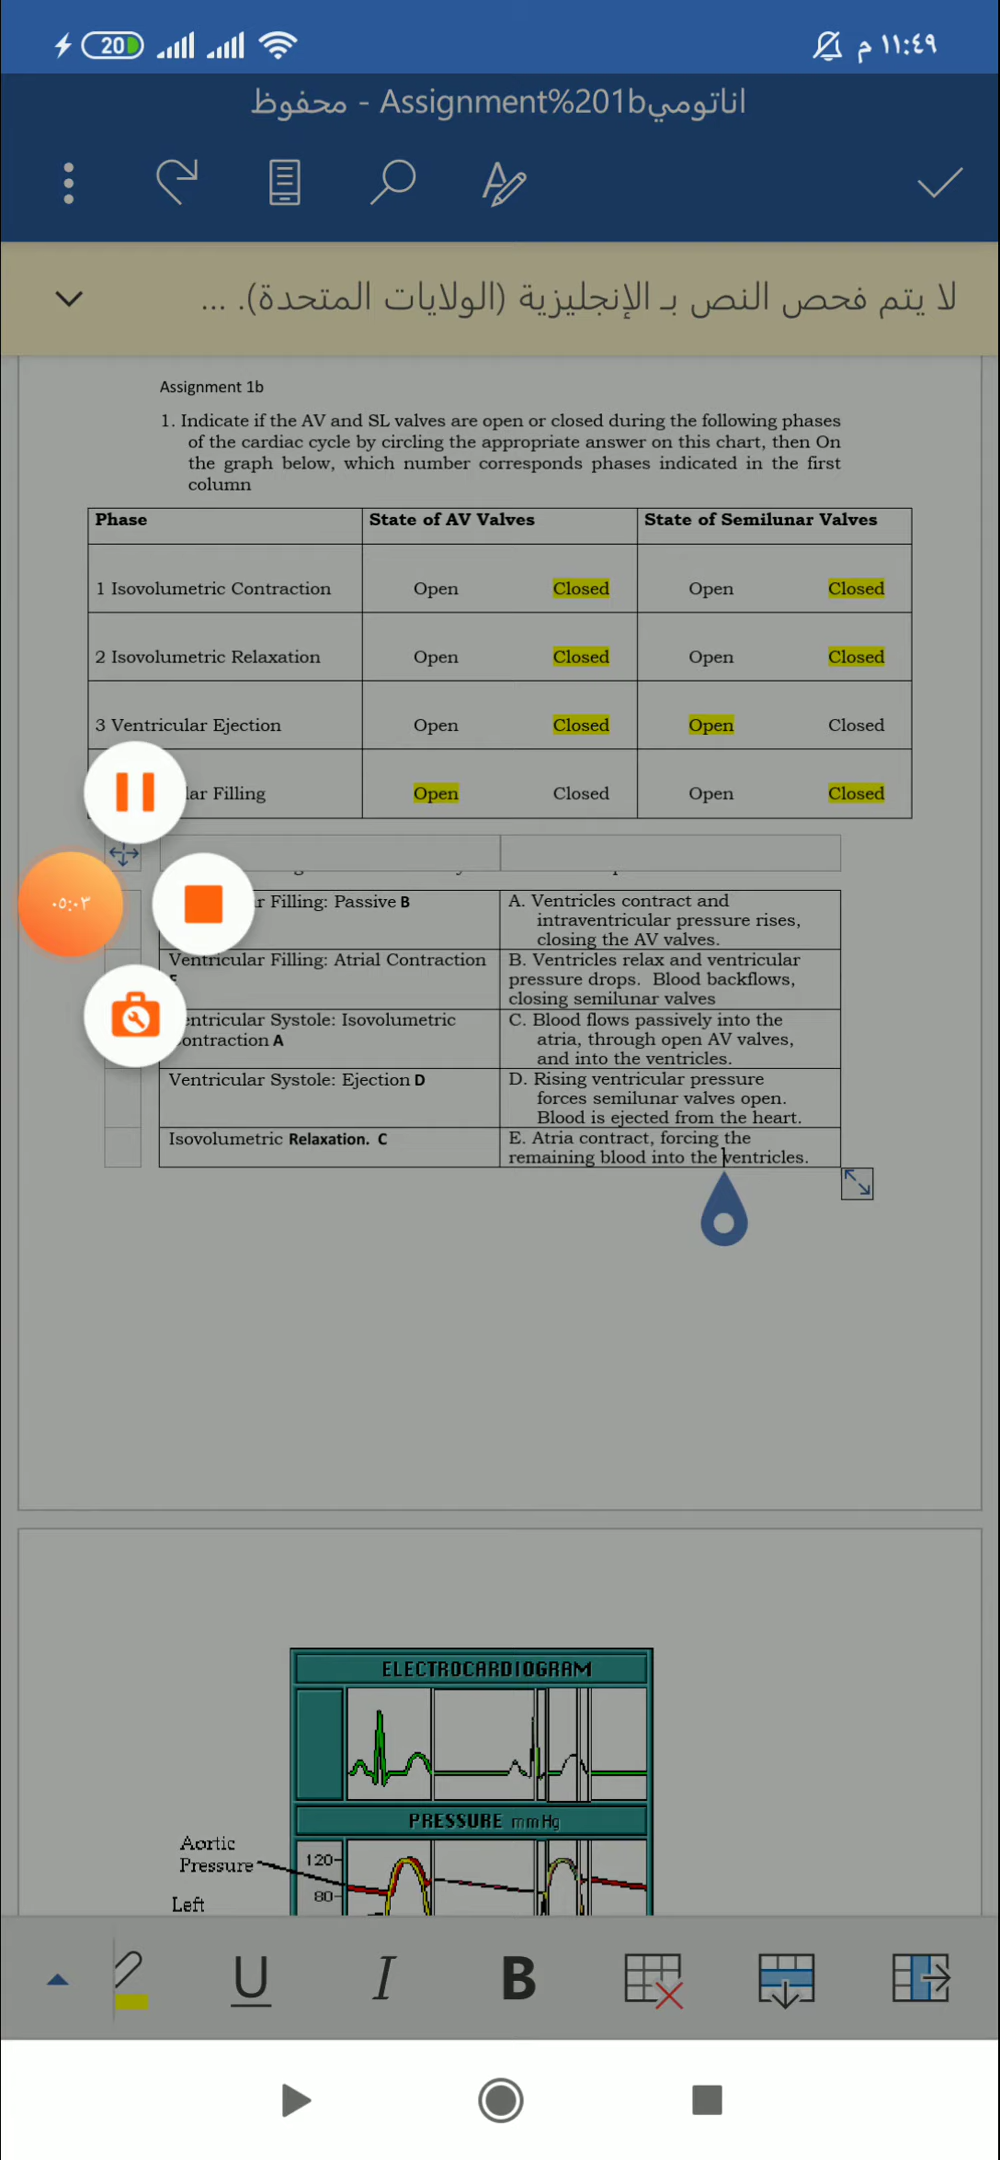 20
١١:٤٩ م
اناتوميAssignment%201b - محفوظ
لا يتم فحص النص بـ الإنجليزية (الولايات المتحدة). ...
Assignment 1b
1. Indicate if the AV and SL valves are open or closed during the following phases
of the cardiac cycle by circling the appropriate answer on this chart, then On
the graph below, which number corresponds phases indicated in the first
column
Phase State of AV Valves State of Semilunar Valves
1 Isovolumetric Contraction Open Closed Open Closed
2 Isovolumetric Relaxation Open Closed Open Closed
3 Ventricular Ejection Open Closed Open Closed
lar Filling Open Closed Open Closed
٠٥:٠٣
r Filling: Passive B
A. Ventricles contract and
intraventricular pressure rises,
closing the AV valves.
Ventricular Filling: Atrial Contraction
B. Ventricles relax and ventricular
pressure drops. Blood backflows,
closing semilunar valves
entricular Systole: Isovolumetric
ontraction A
C. Blood flows passively into the
atria, through open AV valves,
and into the ventricles.
Ventricular Systole: Ejection D
D. Rising ventricular pressure
forces semilunar valves open.
Blood is ejected from the heart.
Isovolumetric Relaxation. C
E. Atria contract, forcing the
remaining blood into the ventricles.
ELECTROCARDIOGRAM
PRESSURE mmHg
Aortic
Pressure
120
80
Left
U I B